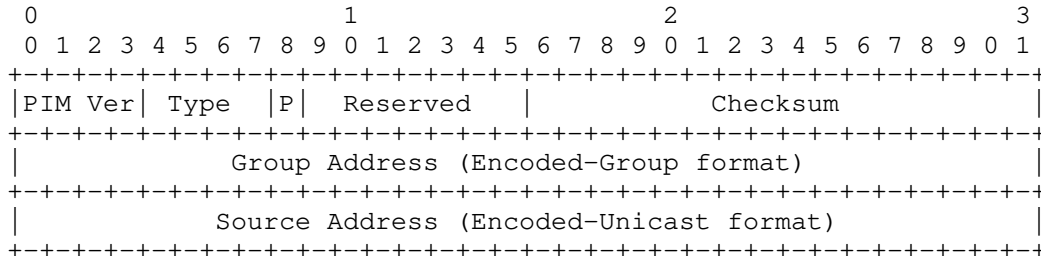 0                   1                   2                   3
 0 1 2 3 4 5 6 7 8 9 0 1 2 3 4 5 6 7 8 9 0 1 2 3 4 5 6 7 8 9 0 1
+-+-+-+-+-+-+-+-+-+-+-+-+-+-+-+-+-+-+-+-+-+-+-+-+-+-+-+-+-+-+-+-+
|PIM Ver| Type  |P|  Reserved   |           Checksum            |
+-+-+-+-+-+-+-+-+-+-+-+-+-+-+-+-+-+-+-+-+-+-+-+-+-+-+-+-+-+-+-+-+
|             Group Address (Encoded-Group format)              |
+-+-+-+-+-+-+-+-+-+-+-+-+-+-+-+-+-+-+-+-+-+-+-+-+-+-+-+-+-+-+-+-+
|            Source Address (Encoded-Unicast format)            |
+-+-+-+-+-+-+-+-+-+-+-+-+-+-+-+-+-+-+-+-+-+-+-+-+-+-+-+-+-+-+-+-+